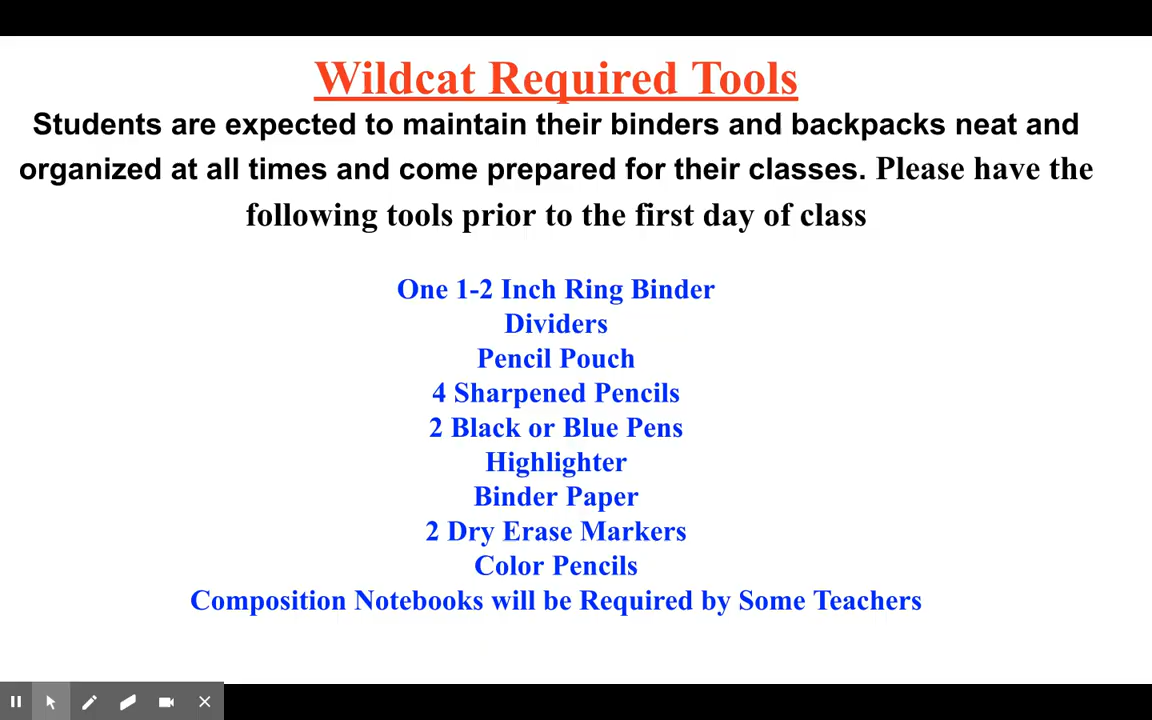 Wildcat Required Tools
Students are expected to maintain their binders and backpacks neat and
organized at all times and come prepared for their classes. Please have the
following tools prior to the first day of class
One 1-2 Inch Ring Binder
Dividers
Pencil Pouch
4 Sharpened Pencils
2 Black or Blue Pens
Highlighter
Binder Paper
2 Dry Erase Markers
Color Pencils
Composition Notebooks will be Required by Some Teachers